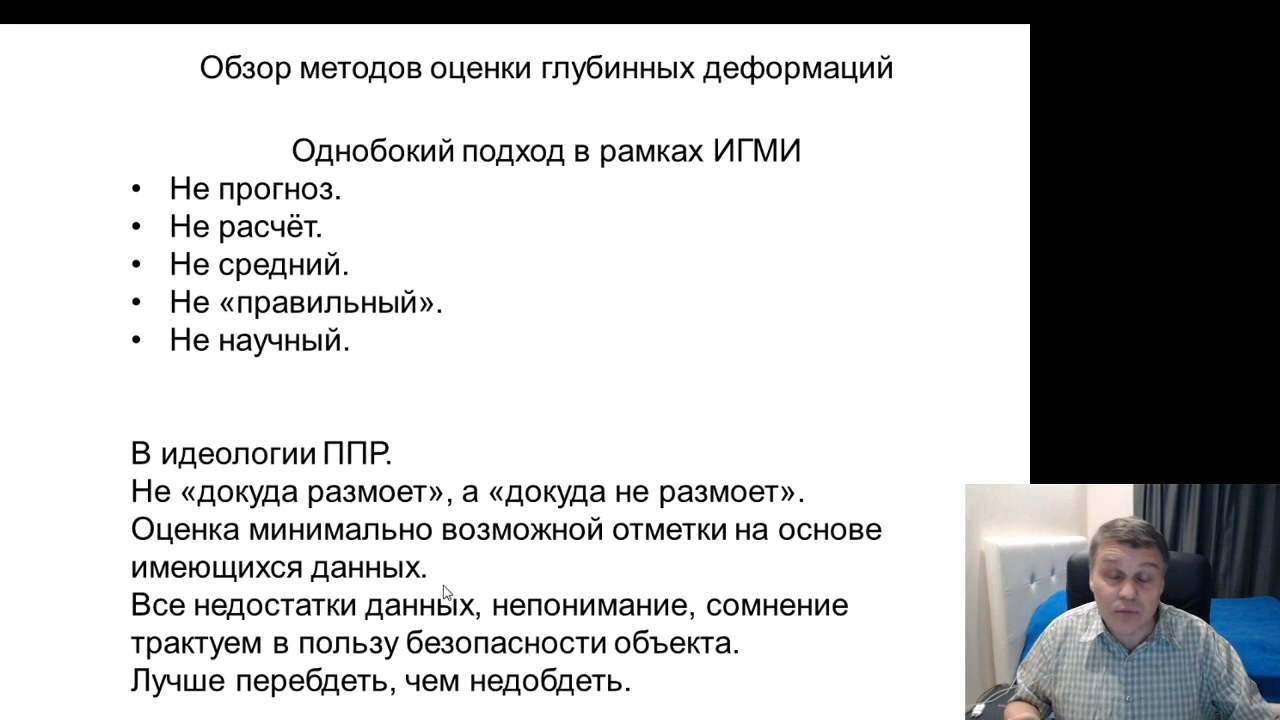 Обзор методов оценки глубинных деформаций
Однобокий подход в рамках ИГМИ
• Не прогноз.
• Не расчёт.
• Не средний.
• Не «правильный».
• Не научный.
В идеологии ППР.
Не «докуда размоет», а «докуда не размоет».
Оценка минимально возможной отметки на основе
имеющихся данных.
Все недостатки данных, непонимание, сомнение
трактуем в пользу безопасности объекта.
Лучше перебдеть, чем недобдеть.